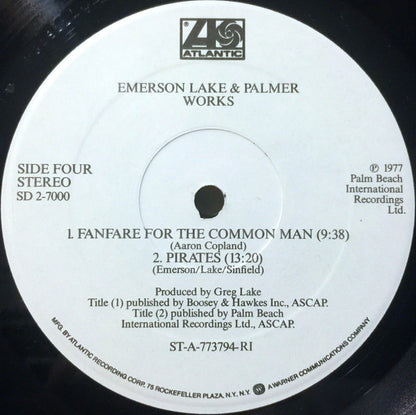 ATLANTIC
EMERSON LAKE & PALMER
WORKS
SIDE FOUR
STEREO
SD 2-7000
℗ 1977
Palm Beach
International
Recordings
Ltd.
1. FANFARE FOR THE COMMON MAN (9:38)
(Aaron Copland)
2. PIRATES (13:20)
(Emerson/Lake/Sinfield)
Produced by Greg Lake
Title (1) published by Boosey & Hawkes Inc., ASCAP.
Title (2) published by Palm Beach
International Recordings Ltd., ASCAP.
ST-A-773794-RI
MFG. BY ATLANTIC RECORDING CORP., 75 ROCKEFELLER PLAZA, N.Y. N.Y. A WARNER COMMUNICATIONS COMPANY